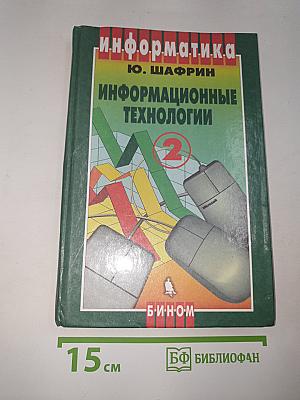 информатика
Ю. ШАФРИН
ИНФОРМАЦИОННЫЕ
ТЕХНОЛОГИИ
2
БИНОМ
15 см
БФ БИБЛИОФАН